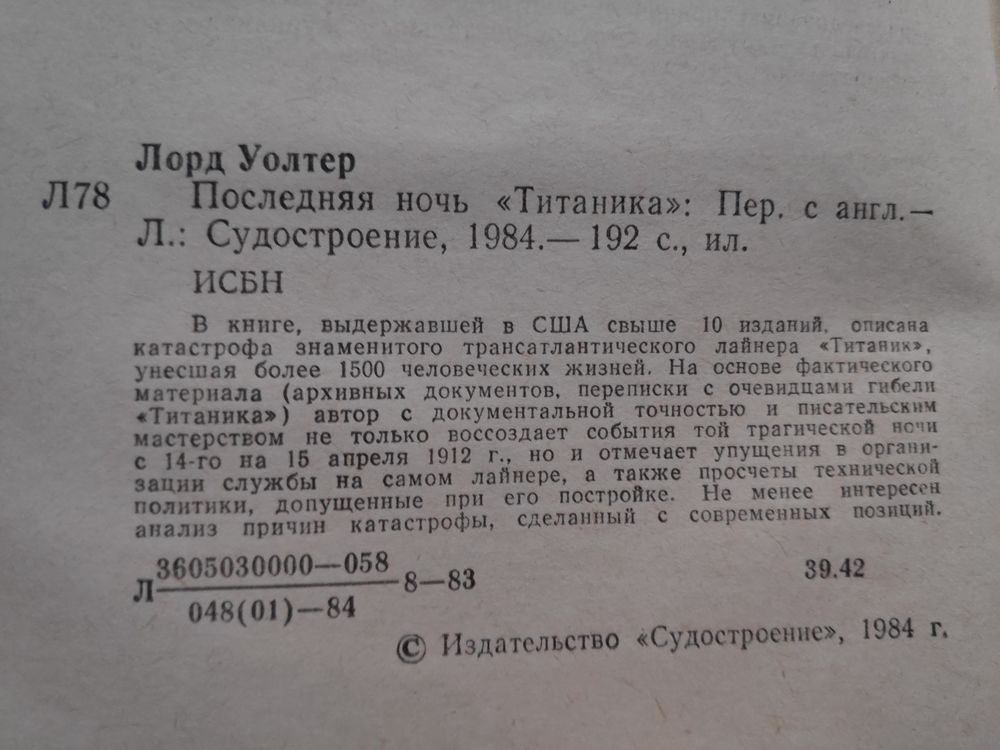 Лорд Уолтер
Л78 Последняя ночь «Титаника»: Пер. с англ.—
Л.: Судостроение, 1984.— 192 с., ил.
ИСБН
В книге, выдержавшей в США свыше 10 изданий, описана
катастрофа знаменитого трансатлантического лайнера «Титаник»,
унесшая более 1500 человеческих жизней. На основе фактического
материала (архивных документов, переписки с очевидцами гибели
«Титаника») автор с документальной точностью и писательским
мастерством не только воссоздает события той трагической ночи
с 14-го на 15 апреля 1912 г., но и отмечает упущения в органи-
зации службы на самом лайнере, а также просчеты технической
политики, допущенные при его постройке. Не менее интересен
анализ причин катастрофы, сделанный с современных позиций.
3605030000—058
Л 8—83 39.42
048(01)—84
© Издательство «Судостроение», 1984 г.